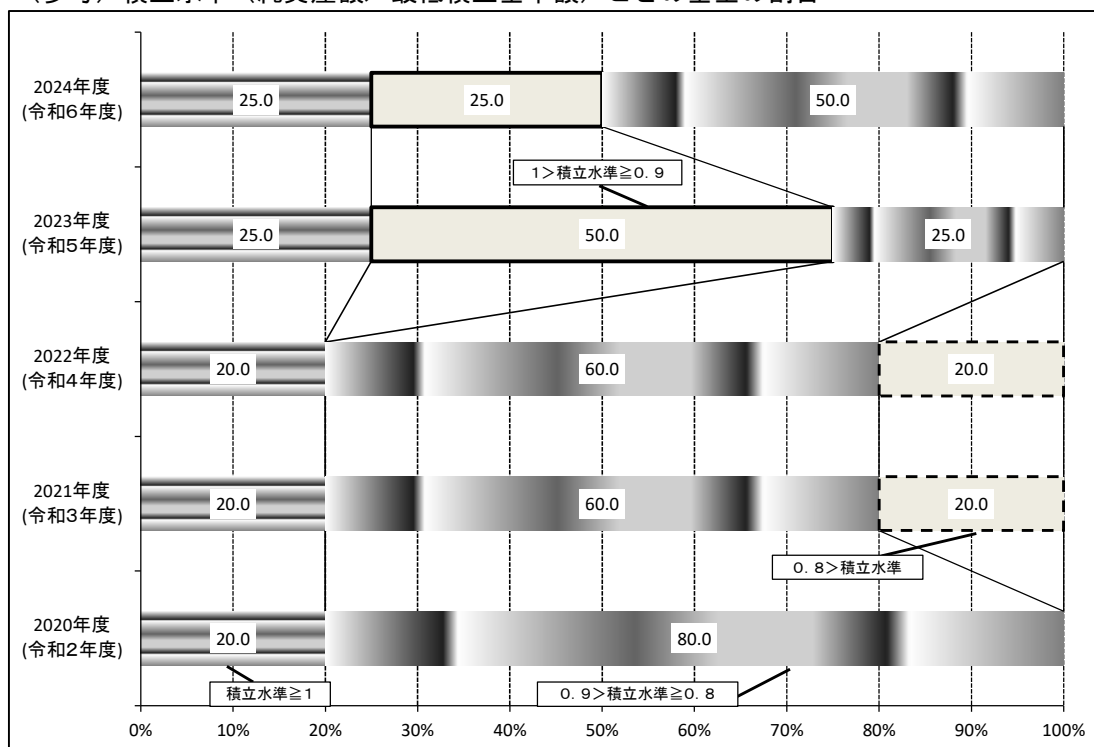 （参考）積立水準（純資産額／最低積立基準額）ごとの基金の割合
2024年度
(令和6年度)
25.0
25.0
50.0
1＞積立水準≧0．9
2023年度
(令和5年度)
25.0
50.0
25.0
2022年度
(令和4年度)
20.0
60.0
20.0
2021年度
(令和3年度)
20.0
60.0
20.0
0．8＞積立水準
2020年度
(令和2年度)
20.0
80.0
積立水準≧1
0．9＞積立水準≧0．8
0%
10%
20%
30%
40%
50%
60%
70%
80%
90%
100%